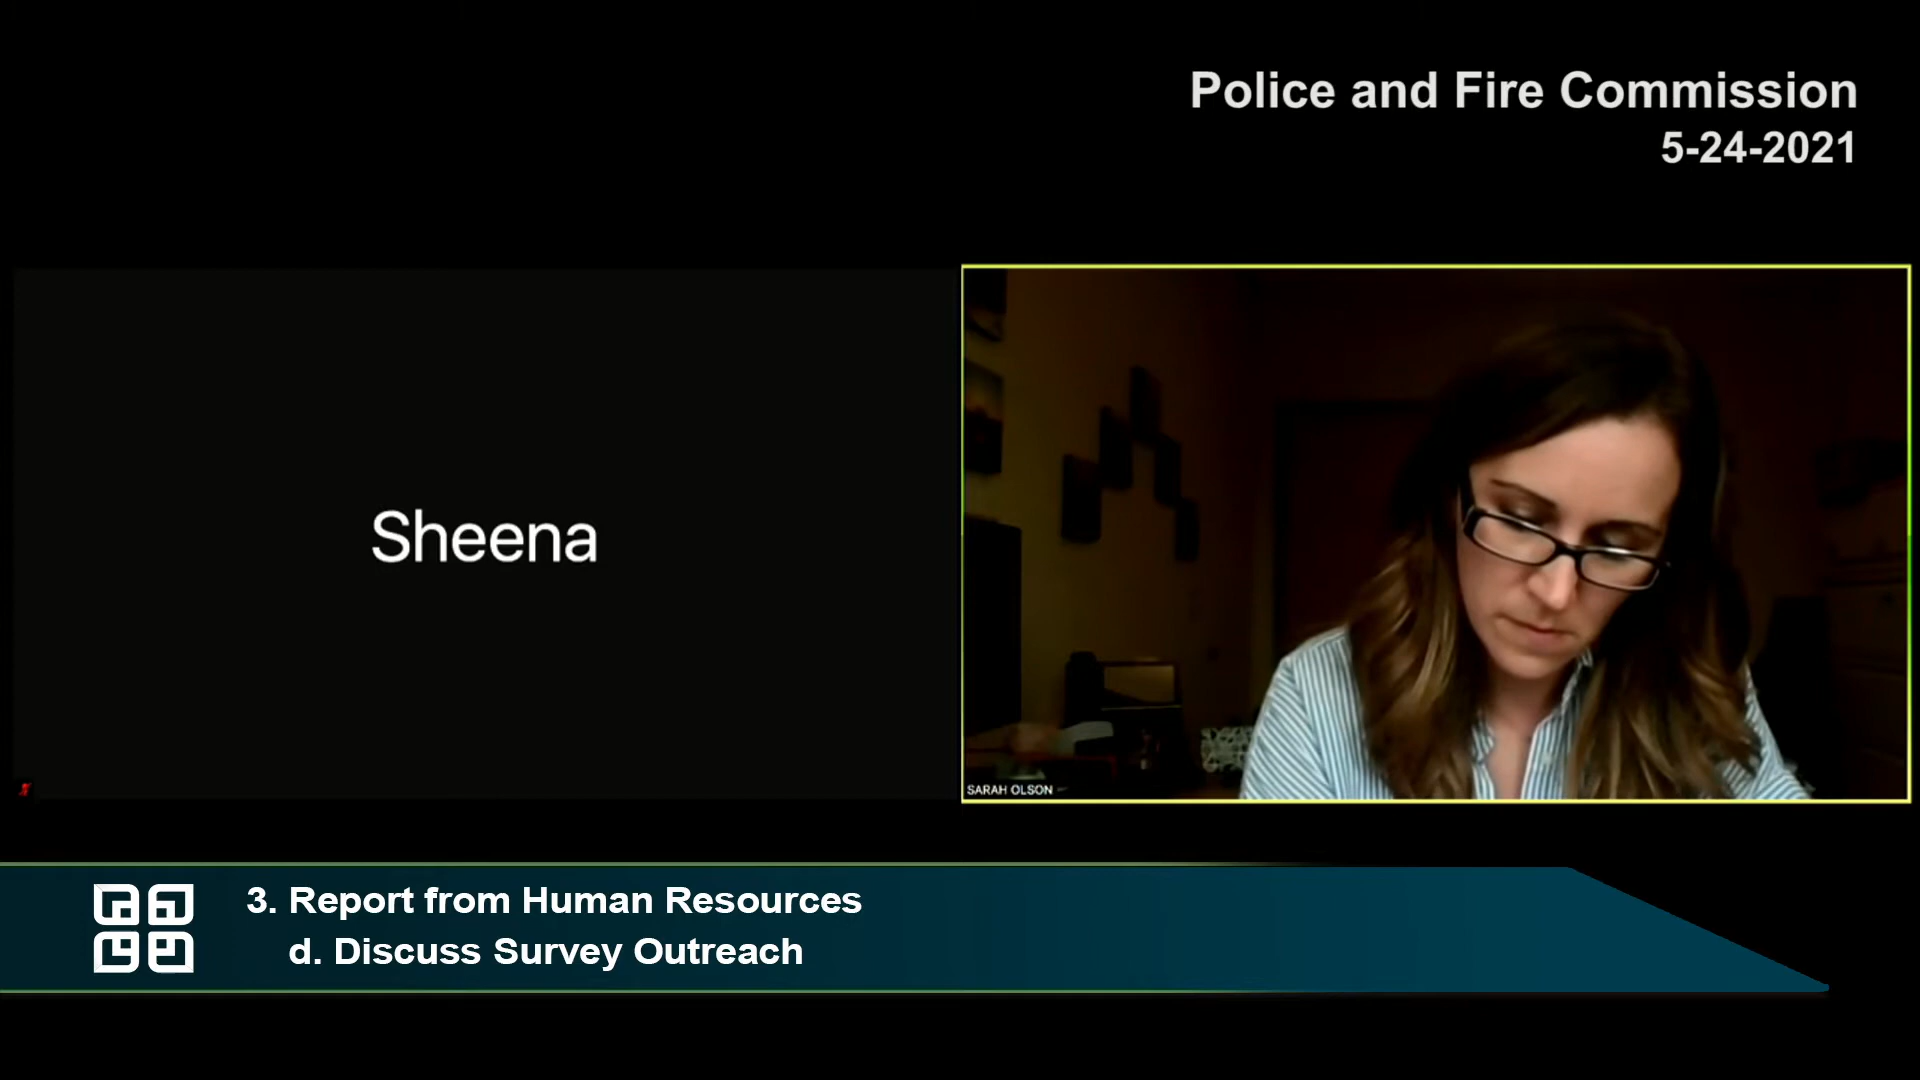 Police and Fire Commission
5-24-2021
Sheena
SARAH OLSON
3. Report from Human Resources
d. Discuss Survey Outreach